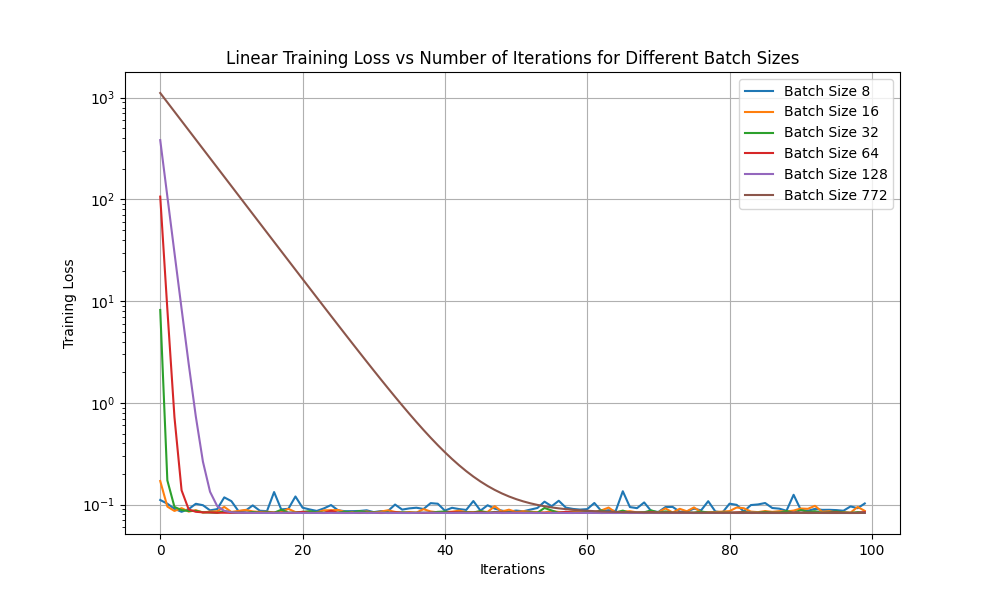 Linear Training Loss vs Number of Iterations for Different Batch Sizes
Training Loss
10³
10²
10¹
10⁰
10⁻¹
Batch Size 8
Batch Size 16
Batch Size 32
Batch Size 64
Batch Size 128
Batch Size 772
0 20 40 60 80 100
Iterations